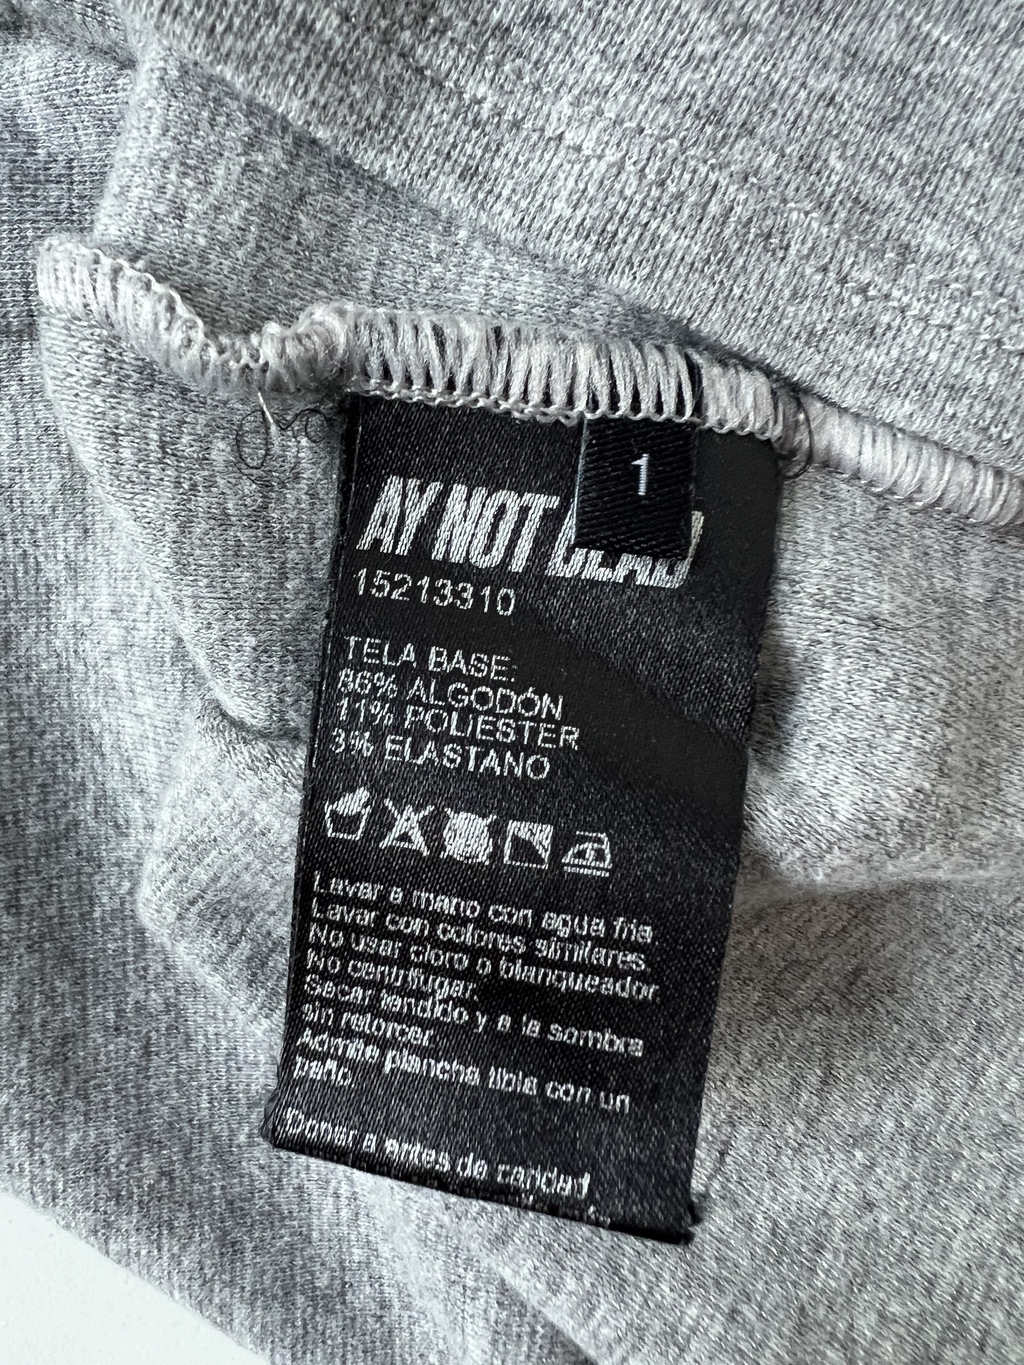 1
AY NOT DEAD
15213310
TELA BASE:
86% ALGODÓN
11% POLIESTER
3% ELASTANO
Lavar a mano con agua fria.
Lavar con colores similares.
No usar cloro o blanqueador.
No centrifugar.
Secar tendido y a la sombra
sin retorcer.
Admite plancha tibia con un
paño.
Donar a antes de caridad